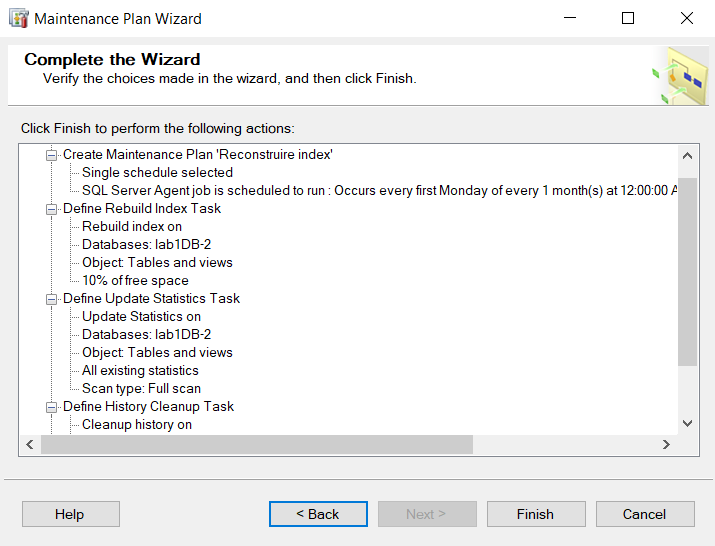 Maintenance Plan Wizard
Complete the Wizard
Verify the choices made in the wizard, and then click Finish.
Click Finish to perform the following actions:
Create Maintenance Plan 'Reconstruire index'
Single schedule selected
SQL Server Agent job is scheduled to run : Occurs every first Monday of every 1 month(s) at 12:00:00 A
Define Rebuild Index Task
Rebuild index on
Databases: lab1DB-2
Object: Tables and views
10% of free space
Define Update Statistics Task
Update Statistics on
Databases: lab1DB-2
Object: Tables and views
All existing statistics
Scan type: Full scan
Define History Cleanup Task
Cleanup history on
Help
< Back
Next >
Finish
Cancel